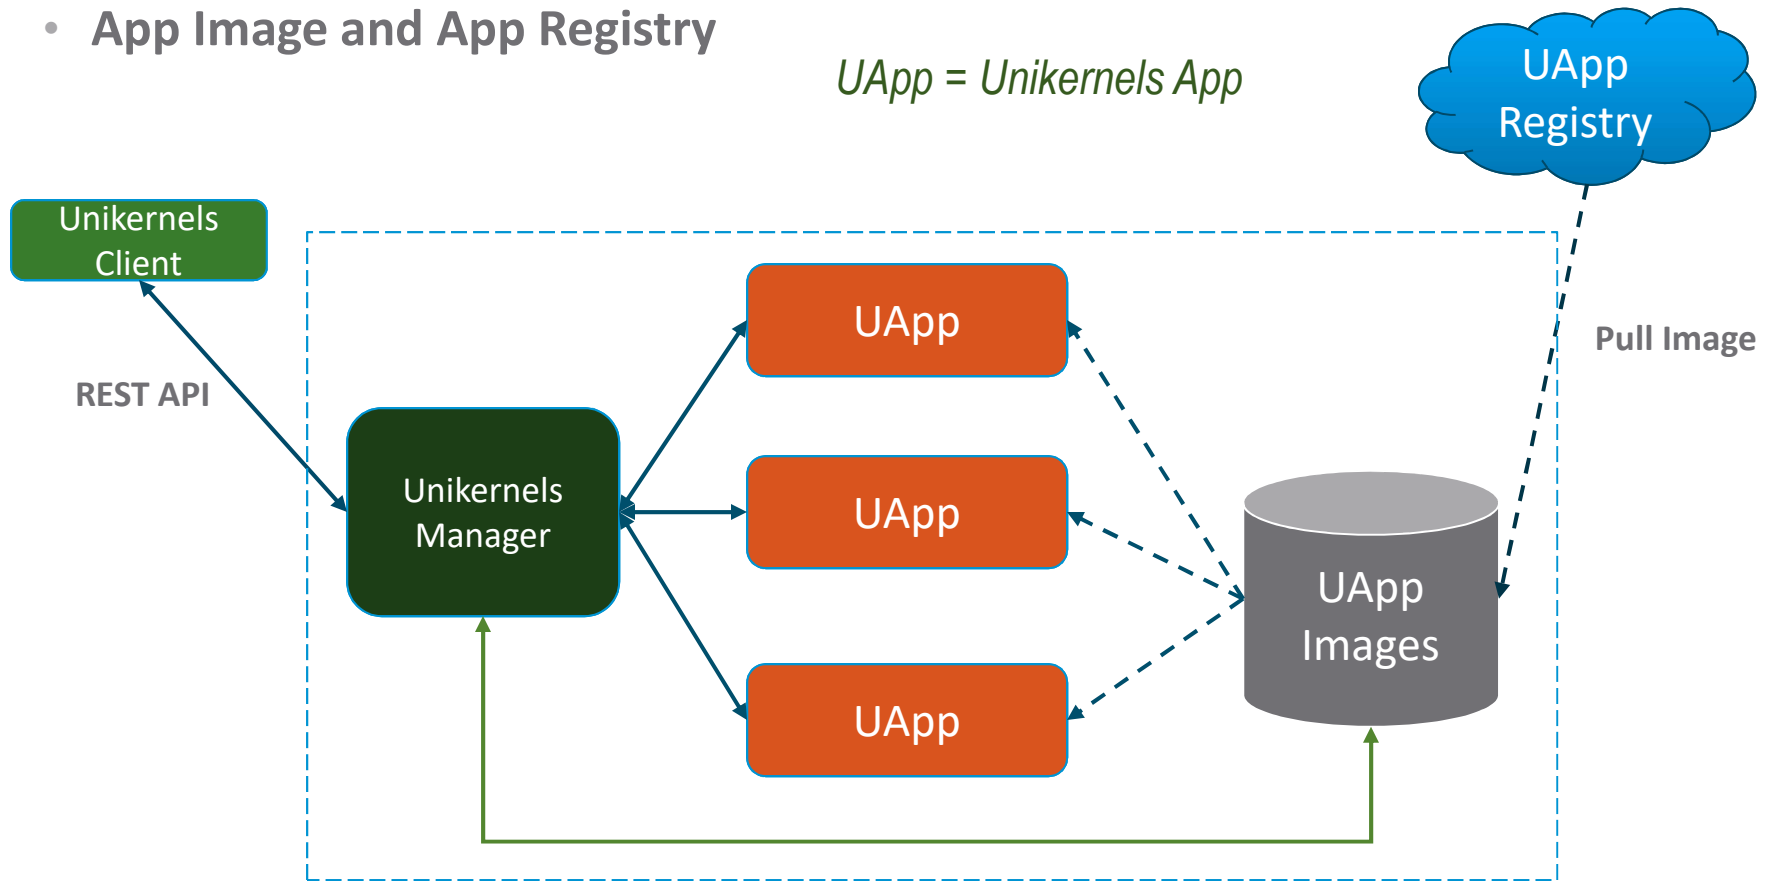 • App Image and App Registry
UApp = Unikernels App
UApp
Registry
Unikernels
Client
UApp
Pull Image
REST API
Unikernels
Manager
UApp
UApp
Images
UApp